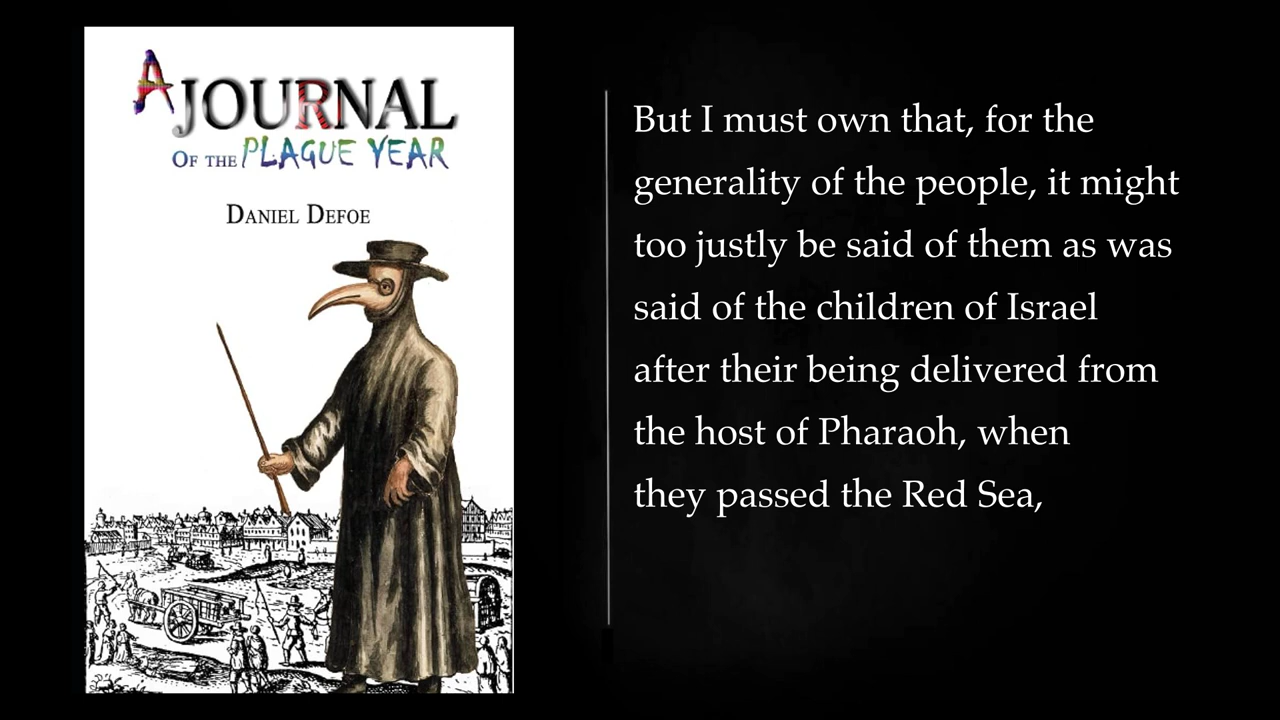 A JOURNAL
OF THE PLAGUE YEAR
DANIEL DEFOE
But I must own that, for the
generality of the people, it might
too justly be said of them as was
said of the children of Israel
after their being delivered from
the host of Pharaoh, when
they passed the Red Sea,